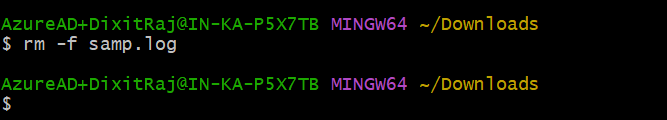 AzureAD+DixitRaj@IN-KA-P5X7TB MINGW64 ~/Downloads
$ rm -f samp.log
AzureAD+DixitRaj@IN-KA-P5X7TB MINGW64 ~/Downloads
$